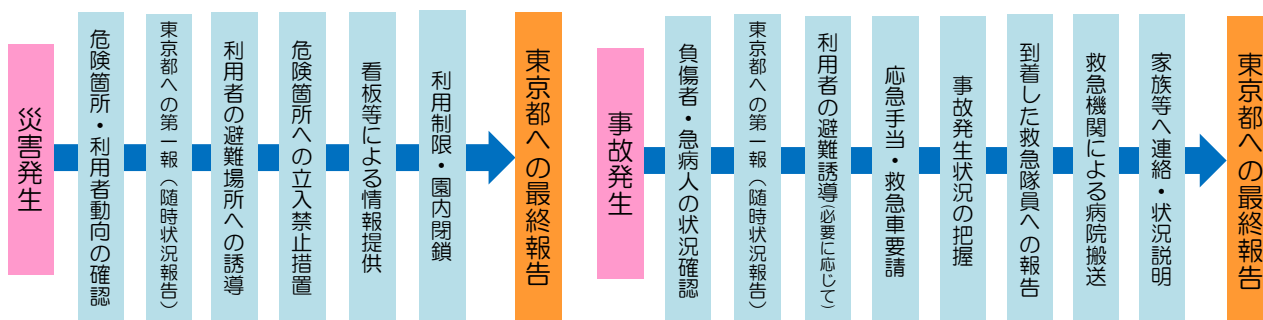 災害発生
危険箇所・利用者動向の確認
東京都への第一報（随時状況報告）
利用者の避難場所への誘導
危険箇所への立入禁止措置
看板等による情報提供
利用制限・園内閉鎖
東京都への最終報告
事故発生
負傷者・急病人の状況確認
東京都への第一報（随時状況報告）
利用者の避難誘導(必要に応じて)
応急手当・救急車要請
事故発生状況の把握
到着した救急隊員への報告
救急機関による病院搬送
家族等へ連絡・状況説明
東京都への最終報告